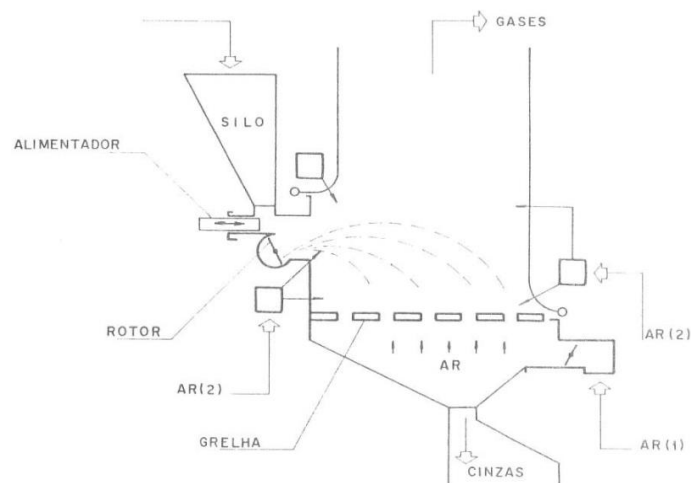 GASES
SILO
ALIMENTADOR
ROTOR
AR(2)
AR
AR(2)
GRELHA
AR(1)
CINZAS